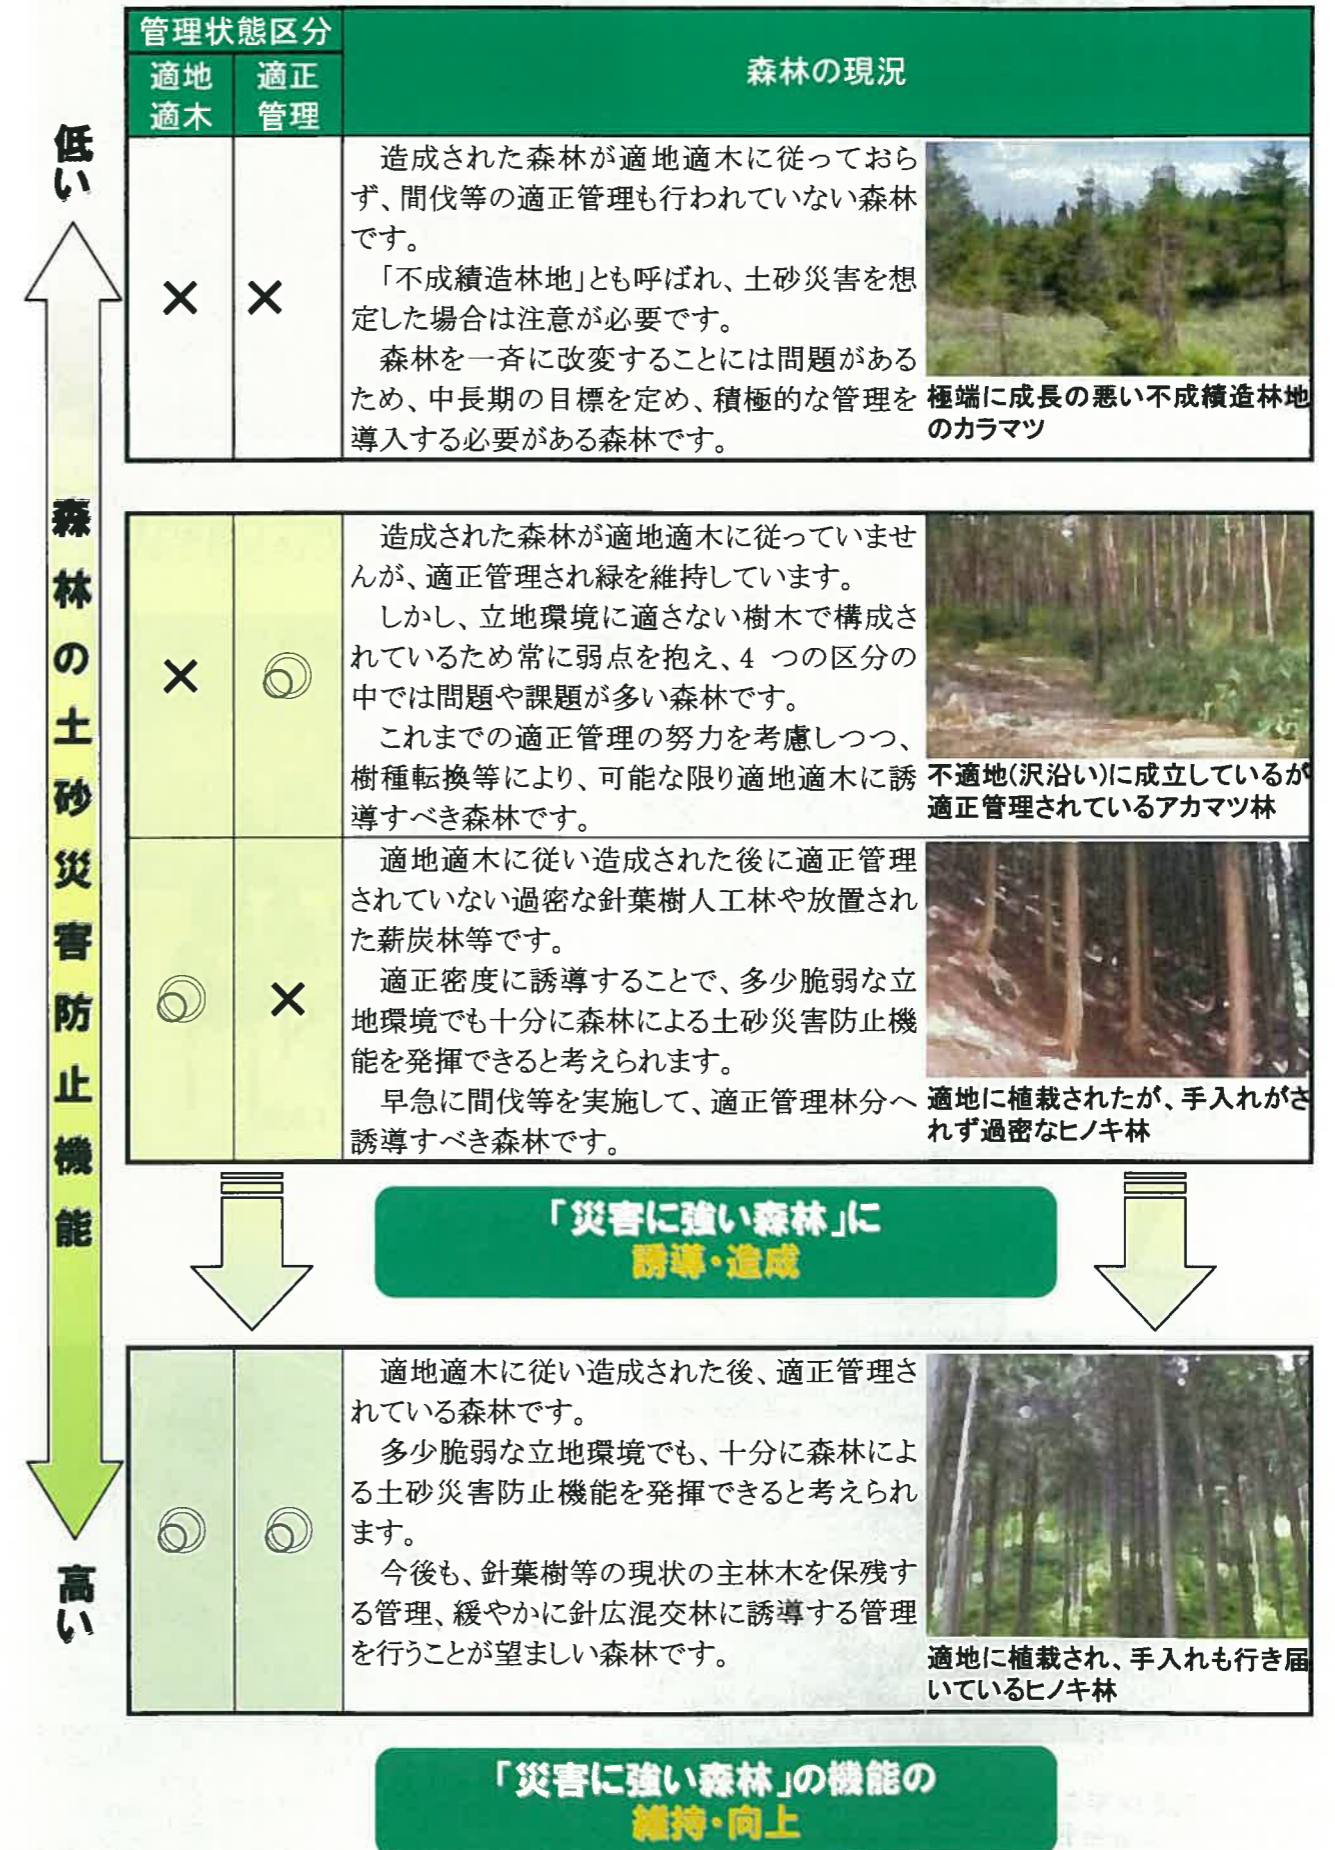 管理状態区分
適地
適木
適正
管理
森林の現況
低い
森林の土砂災害防止機能
高い
× ×
造成された森林が適地適木に従っておら
ず、間伐等の適正管理も行われていない森林
です。
「不成績造林地」とも呼ばれ、土砂災害を想
定した場合は注意が必要です。
森林を一斉に改変することには問題がある
ため、中長期の目標を定め、積極的な管理を
導入する必要がある森林です。
極端に成長の悪い不成績造林地
のカラマツ
× ◎
造成された森林が適地適木に従っていませ
んが、適正管理され緑を維持しています。
しかし、立地環境に適さない樹木で構成さ
れているため常に弱点を抱え、4 つの区分の
中では問題や課題が多い森林です。
これまでの適正管理の努力を考慮しつつ、
樹種転換等により、可能な限り適地適木に誘
導すべき森林です。
不適地(沢沿い)に成立しているが
適正管理されているアカマツ林
◎ ×
適地適木に従い造成された後に適正管理
されていない過密な針葉樹人工林や放置され
た薪炭林等です。
適正密度に誘導することで、多少脆弱な立
地環境でも十分に森林による土砂災害防止機
能を発揮できると考えられます。
早急に間伐等を実施して、適正管理林分へ
誘導すべき森林です。
適地に植栽されたが、手入れがさ
れず過密なヒノキ林
「災害に強い森林」に
誘導・造成
◎ ◎
適地適木に従い造成された後、適正管理さ
れている森林です。
多少脆弱な立地環境でも、十分に森林によ
る土砂災害防止機能を発揮できると考えられ
ます。
今後も、針葉樹等の現状の主林木を保残す
る管理、緩やかに針広混交林に誘導する管理
を行うことが望ましい森林です。
適地に植栽され、手入れも行き届
いているヒノキ林
「災害に強い森林」の機能の
維持・向上